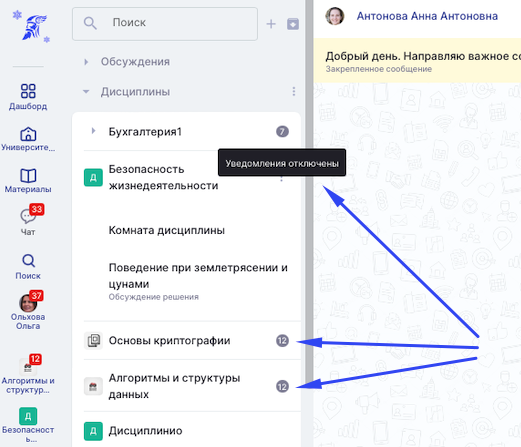 Поиск
Антонова Анна Антоновна
Обсуждения
Добрый день. Направляю важное со
Закрепленное сообщение
Дисциплины
Дашборд
Бухгалтерия1
7
Университе...
Уведомления отключены
Д
Безопасность
жизнедеятельности
Материалы
33
Чат
Комната дисциплины
Поиск
Поведение при землетрясении и
цунами
Обсуждение решения
37
Ольхова
Ольга
Основы криптографии
12
12
Алгоритмы и
структур...
Алгоритмы и структуры
данных
12
Д
Безопасност
ь...
Д
Дисциплинио